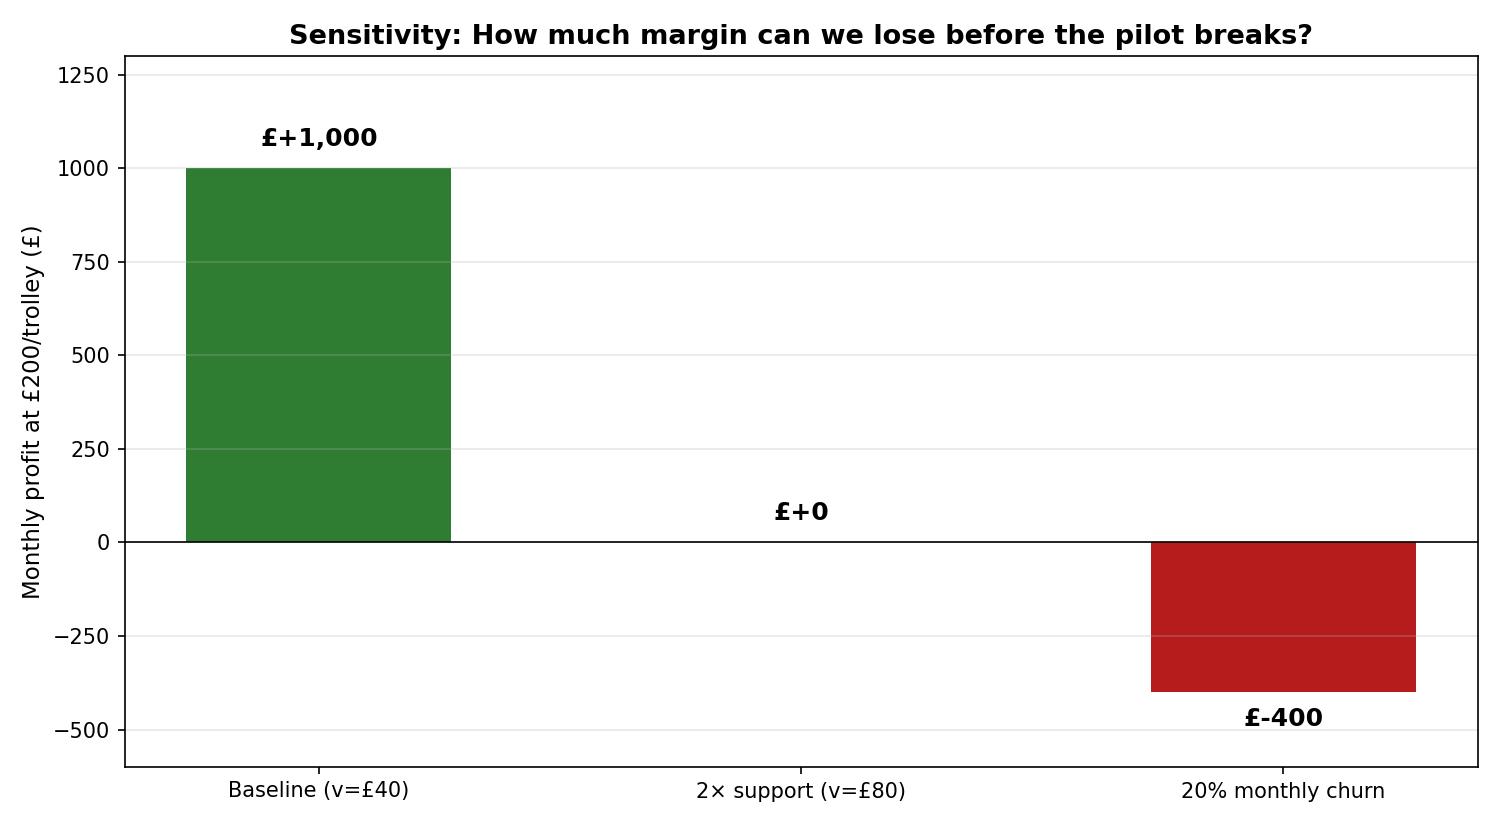 Sensitivity: How much margin can we lose before the pilot breaks?
Monthly profit at £200/trolley (£)
1250
1000
750
500
250
0
−250
−500
£+1,000
£+0
£-400
Baseline (v=£40)
2× support (v=£80)
20% monthly churn